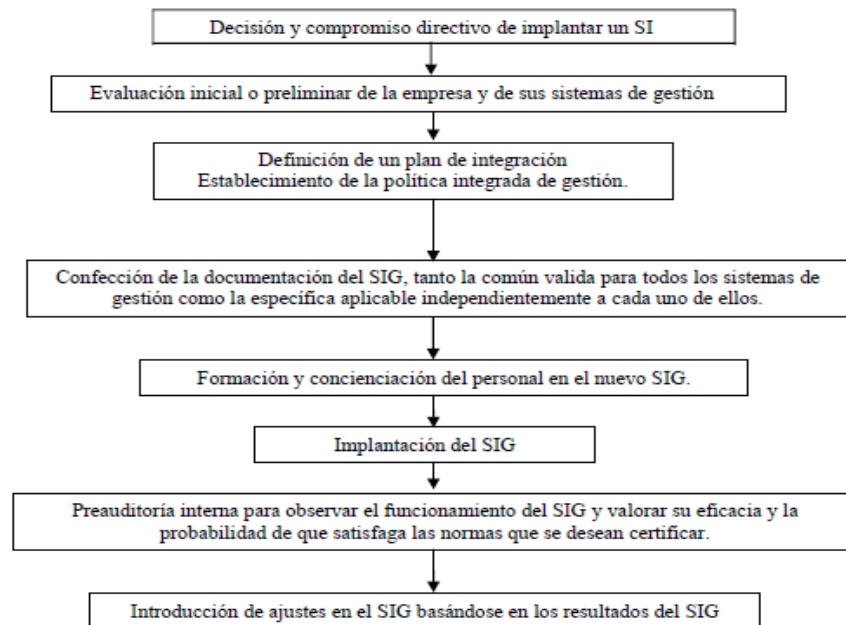 Decisión y compromiso directivo de implantar un SI
Evaluación inicial o preliminar de la empresa y de sus sistemas de gestión
Definición de un plan de integración
Establecimiento de la política integrada de gestión.
Confección de la documentación del SIG, tanto la común valida para todos los sistemas de
gestión como la específica aplicable independientemente a cada uno de ellos.
Formación y concienciación del personal en el nuevo SIG.
Implantación del SIG
Preauditoría interna para observar el funcionamiento del SIG y valorar su eficacia y la
probabilidad de que satisfaga las normas que se desean certificar.
Introducción de ajustes en el SIG basándose en los resultados del SIG